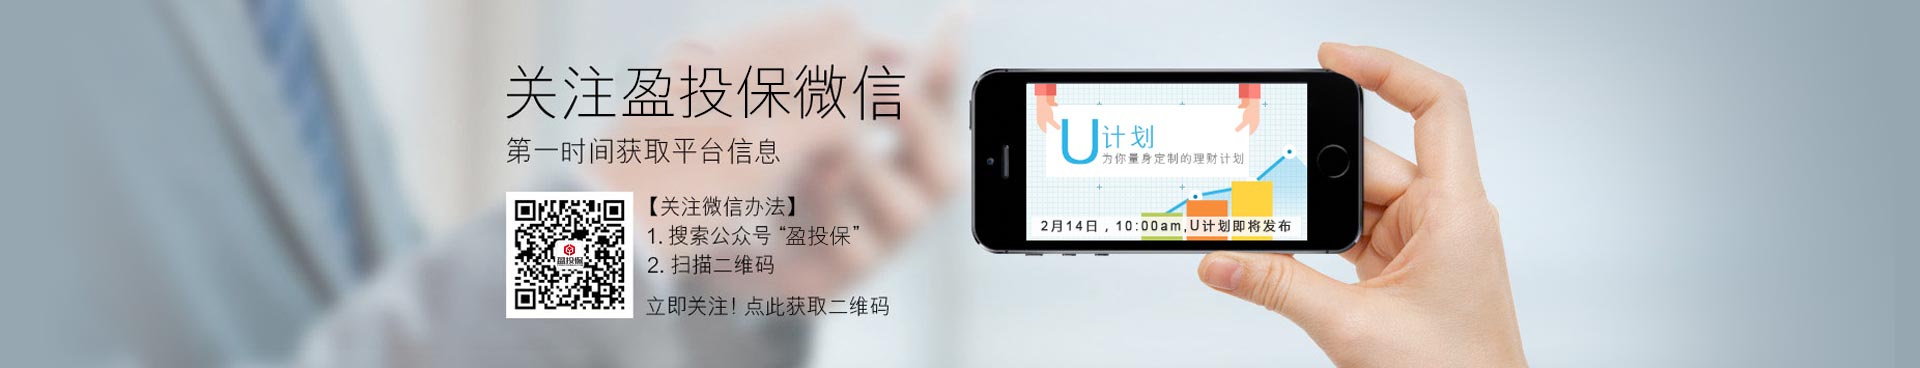 关注盈投保微信
第一时间获取平台信息
【关注微信办法】
1. 搜索公众号 “盈投保”
2. 扫描二维码
立即关注! 点此获取二维码
盈投保
U计划
为你量身定制的理财计划
2月14日，10:00am,U计划即将发布